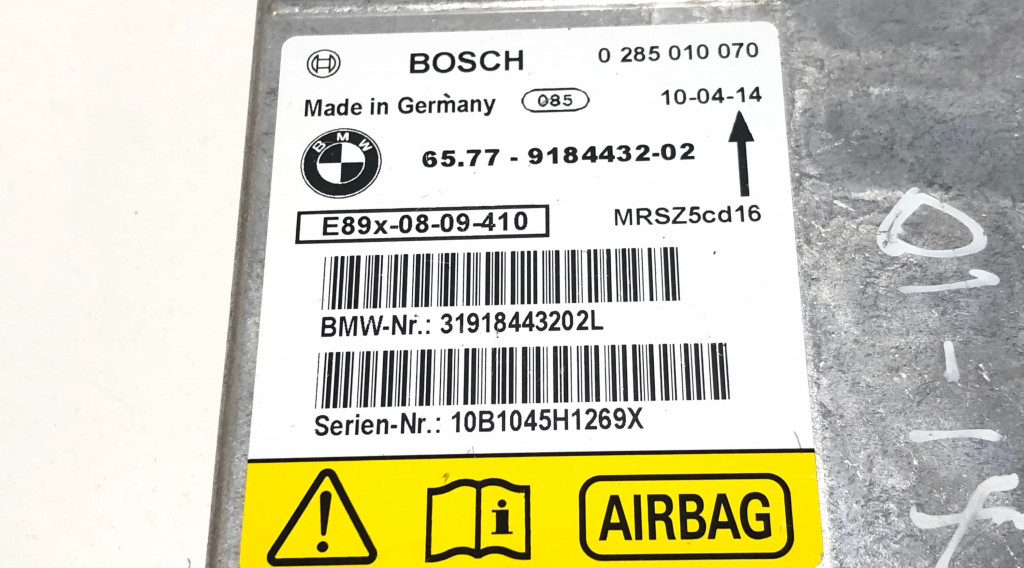 BOSCH 0 285 010 070
Made in Germany 085 10-04-14
BMW
65.77 - 9184432-02
E89x-08-09-410 MRSZ5cd16
BMW-Nr.: 31918443202L
Serien-Nr.: 10B1045H1269X
i AIRBAG